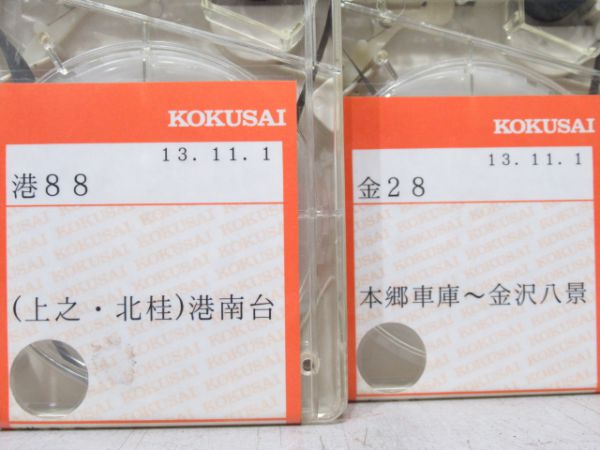 KOKUSAI
13.11.1
港88
(上之・北桂)港南台
KOKUSAI
13.11.1
金28
本郷車庫～金沢八景